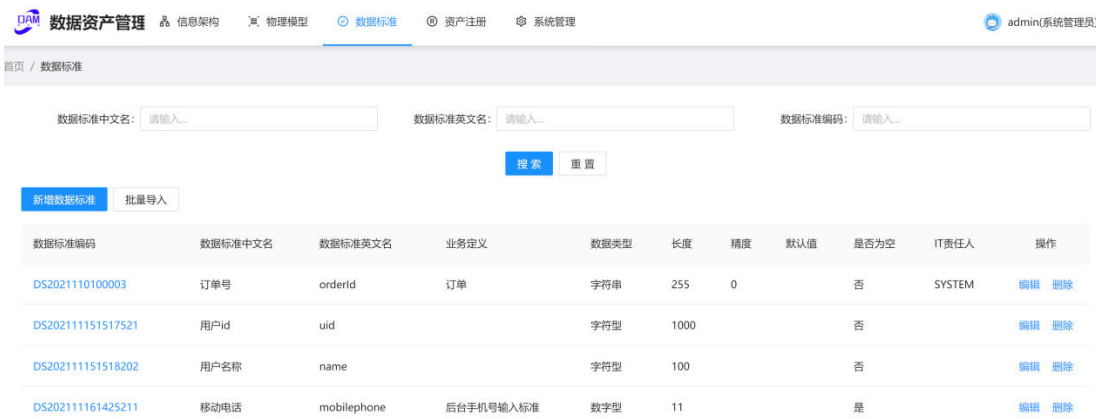 DAM 数据资产管理 信息架构 物理模型 数据标准 资产注册 系统管理 admin(系统管理员)
首页 / 数据标准
数据标准中文名: 请输入... 数据标准英文名: 请输入... 数据标准编码: 请输入...
搜索 重置
新增数据标准 批量导入
数据标准编码 数据标准中文名 数据标准英文名 业务定义 数据类型 长度 精度 默认值 是否为空 IT责任人 操作
DS2021110100003 订单号 orderId 订单 字符串 255 0 否 SYSTEM 编辑 删除
DS202111151517521 用户id uid 字符型 1000 否 编辑 删除
DS202111151518202 用户名称 name 字符型 100 否 编辑 删除
DS202111161425211 移动电话 mobilephone 后台手机号输入标准 数字型 11 是 编辑 删除